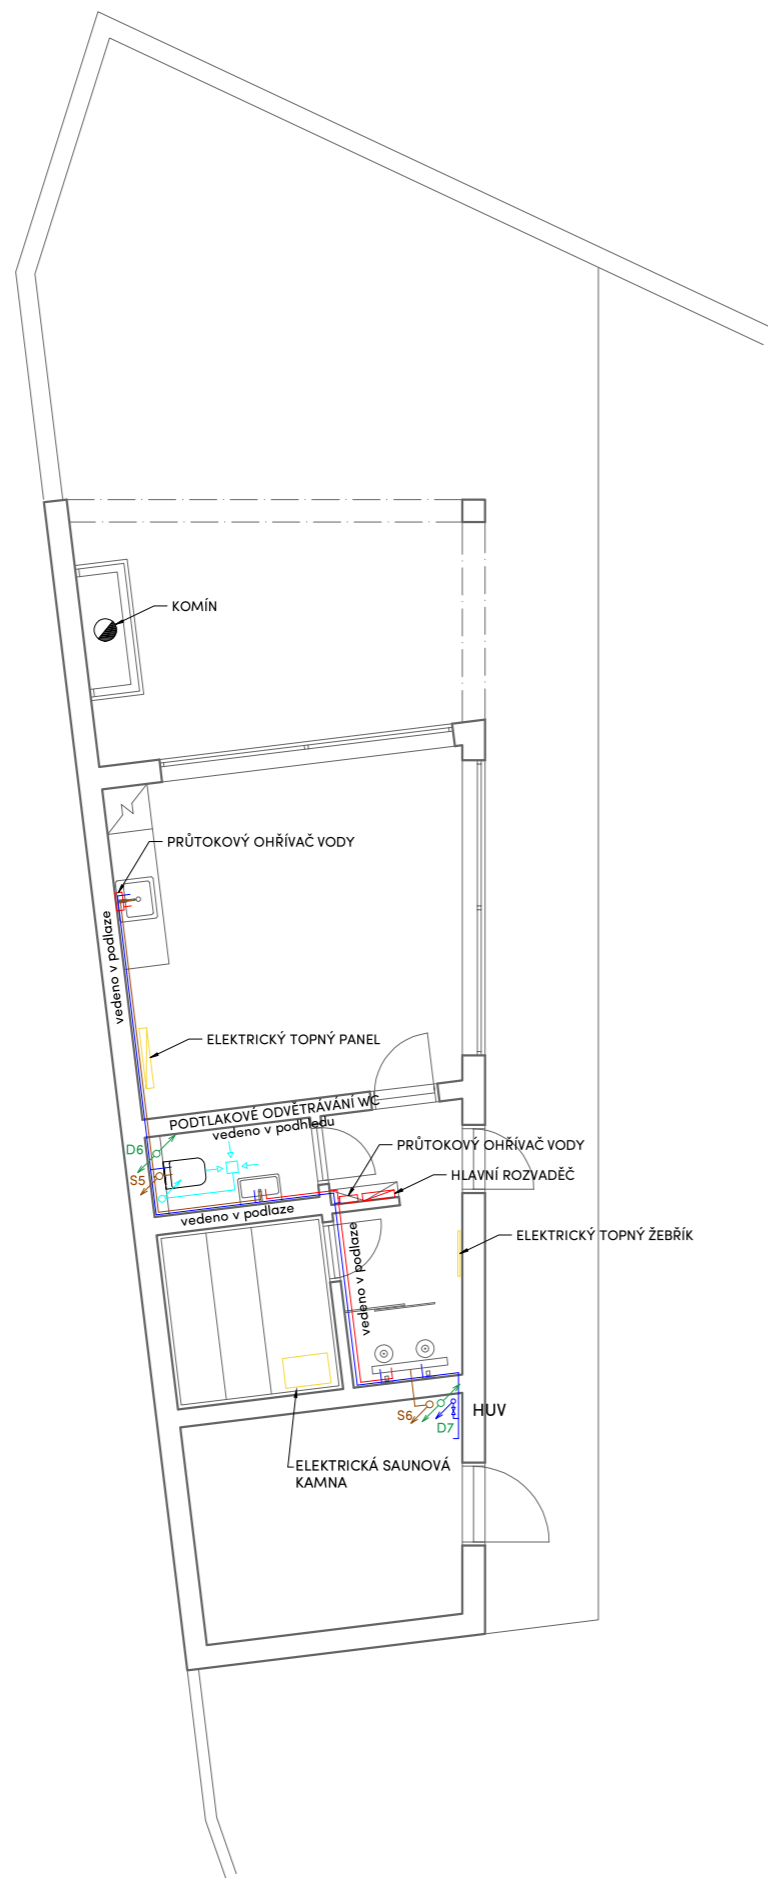 KOMÍN
PRŮTOKOVÝ OHŘÍVAČ VODY
vedeno v podlaze
ELEKTRICKÝ TOPNÝ PANEL
PODTLAKOVÉ ODVĚTRÁVÁNÍ WC
vedeno v podhledu
D6
PRŮTOKOVÝ OHŘÍVAČ VODY
S5
HLAVNÍ ROZVADĚČ
vedeno v podlaze
ELEKTRICKÝ TOPNÝ ŽEBŘÍK
vedeno v podlaze
HUV
S6
D7
ELEKTRICKÁ SAUNOVÁ
KAMNA